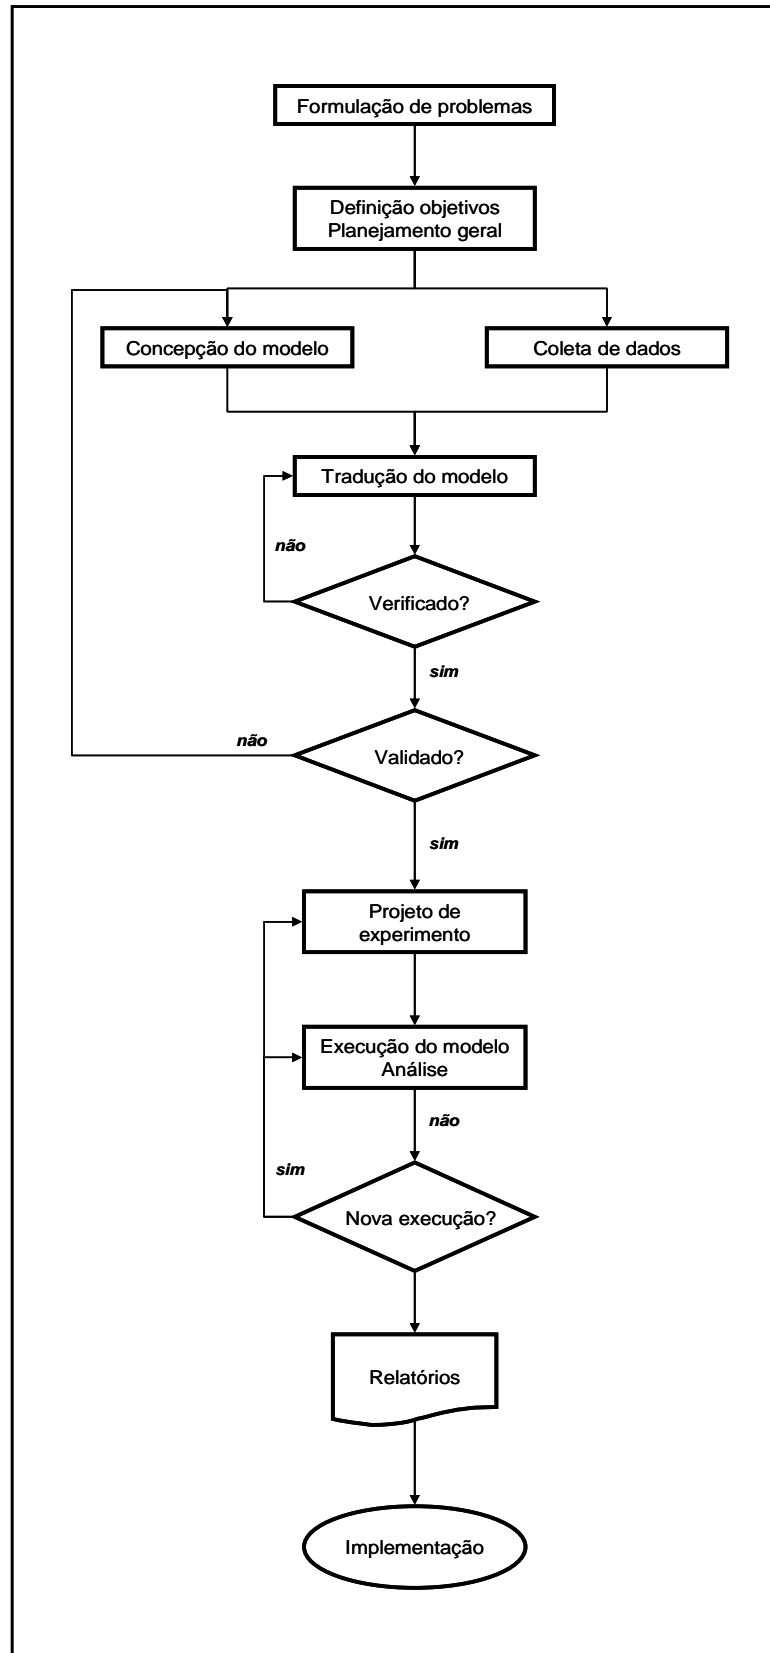 Formulação de problemas
Definição objetivos
Planejamento geral
Concepção do modelo
Coleta de dados
Tradução do modelo
não
Verificado?
sim
não
Validado?
sim
Projeto de
experimento
Execução do modelo
Análise
não
sim
Nova execução?
Relatórios
Implementação